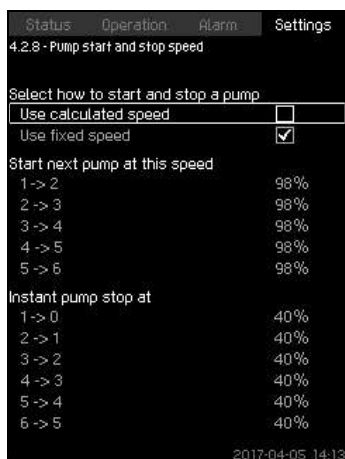 Status Operation Alarm Settings
4.2.8 - Pump start and stop speed
Select how to start and stop a pump
Use calculated speed
Use fixed speed
Start next pump at this speed
1 -> 2 98%
2 -> 3 98%
3 -> 4 98%
4 -> 5 98%
5 -> 6 98%
Instant pump stop at
1 -> 0 40%
2 -> 1 40%
3 -> 2 40%
4 -> 3 40%
5 -> 4 40%
6 -> 5 40%
2017-04-05 14:13